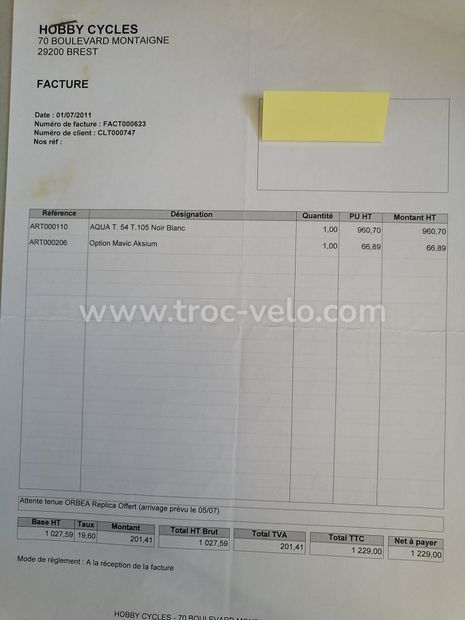 HOBBY CYCLES
70 BOULEVARD MONTAIGNE
29200 BREST
FACTURE
Date : 01/07/2011
Numéro de facture : FACT000623
Numéro de client : CLT000747
Nos réf :
Référence Désignation Quantité PU HT Montant HT
ART000110 AQUA T. 54 T.105 Noir Blanc 1,00 960,70 960,70
ART000206 Option Mavic Aksium 1,00 66,89 66,89
www.troc-velo.com
Attente tenue ORBEA Replica Offert (arrivage prévu le 05/07)
Base HT Taux Montant Total HT Brut Total TVA Total TTC Net à payer
1 027,59 19,60 201,41 1 027,59 201,41 1 229,00 1 229,00
Mode de règlement : A la réception de la facture
HOBBY CYCLES - 70 BOULEVARD